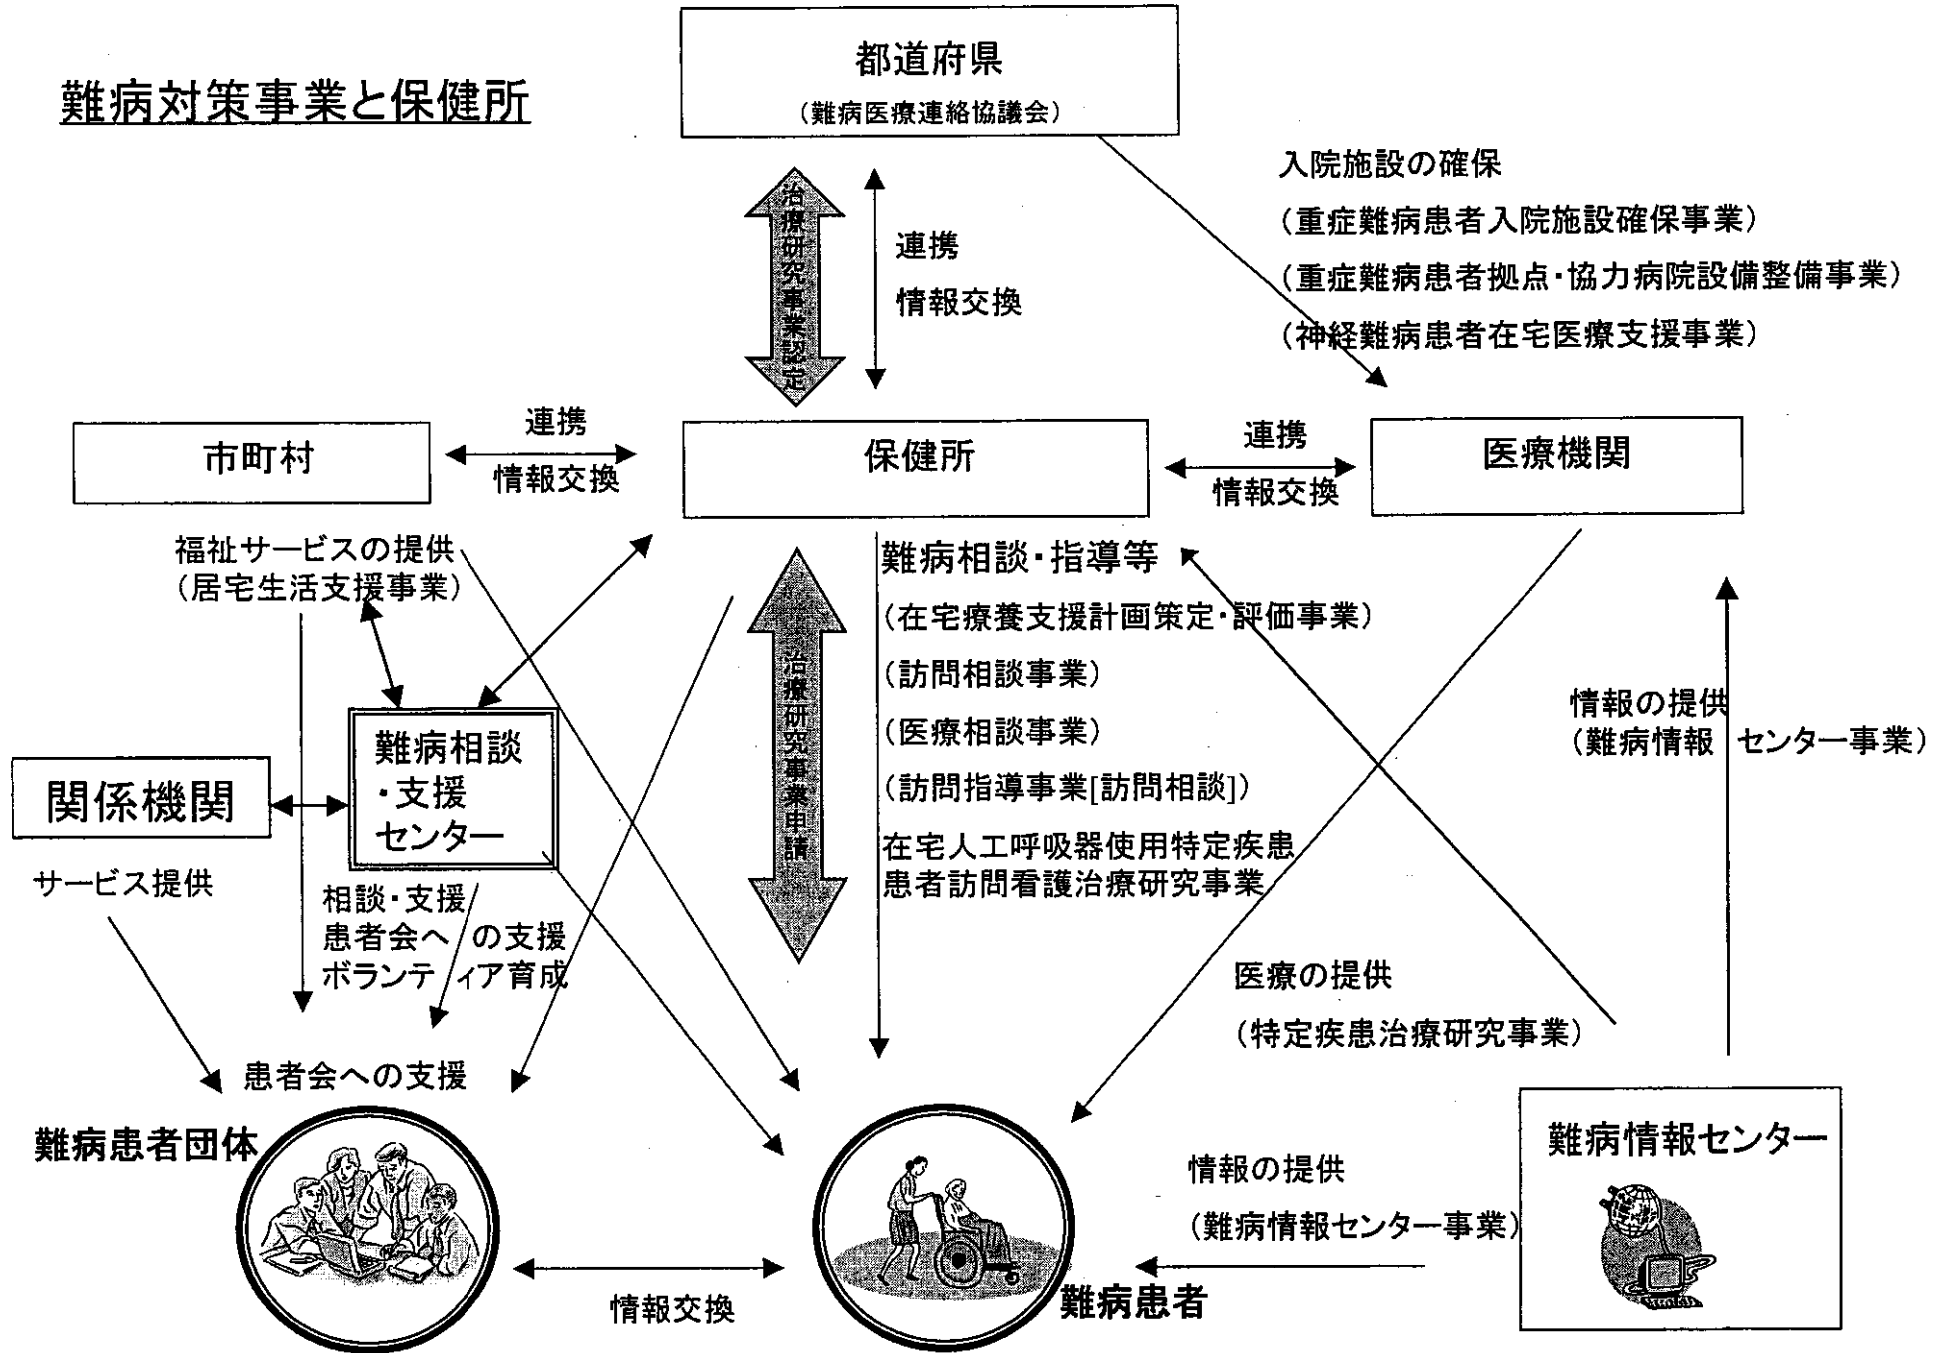 難病対策事業と保健所
都道府県
（難病医療連絡協議会）
入院施設の確保
（重症難病患者入院施設確保事業）
（重症難病患者拠点・協力病院設備整備事業）
（神経難病患者在宅医療支援事業）
治療研究事業認定
連携
情報交換
市町村
連携
情報交換
保健所
連携
情報交換
医療機関
福祉サービスの提供
（居宅生活支援事業）
難病相談・指導等
（在宅療養支援計画策定・評価事業）
（訪問相談事業）
（医療相談事業）
（訪問指導事業[訪問相談]）
在宅人工呼吸器使用特定疾患
患者訪問看護治療研究事業
治療研究事業申請
情報の提供
（難病情報センター事業）
難病相談
・支援
センター
関係機関
サービス提供
相談・支援
患者会への支援
ボランティア育成
医療の提供
（特定疾患治療研究事業）
患者会への支援
難病患者団体
情報交換
難病患者
情報の提供
（難病情報センター事業）
難病情報センター